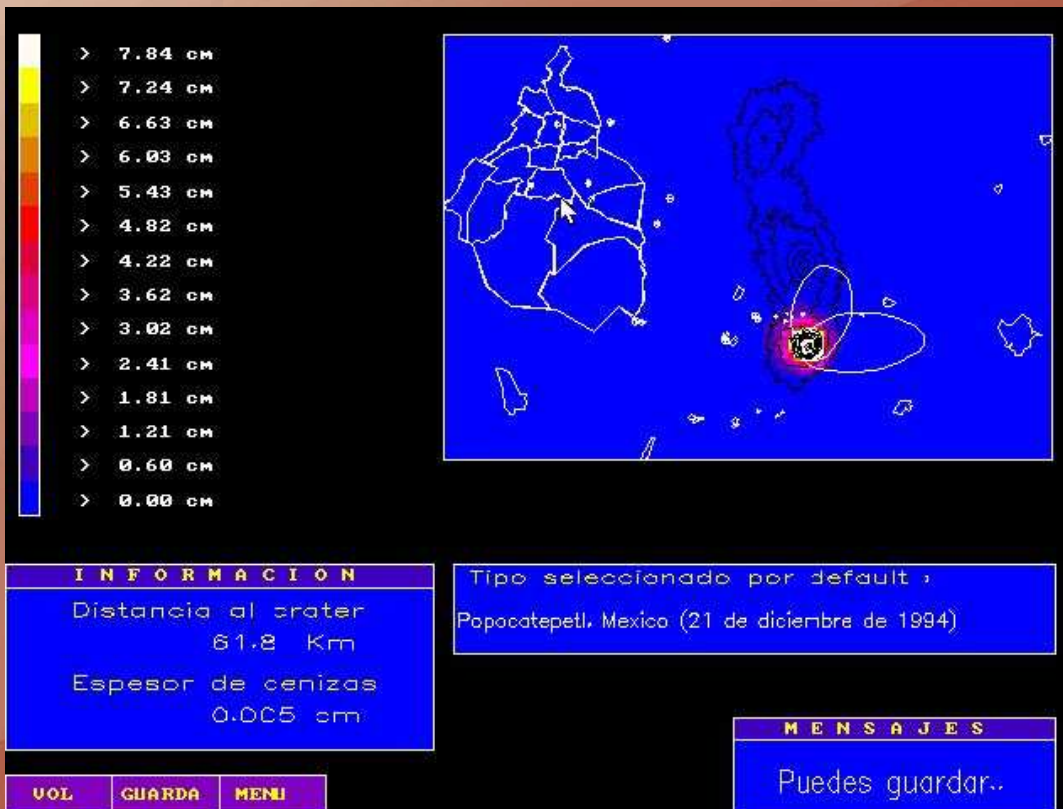 > 7.84 cm
> 7.24 cm
> 6.63 cm
> 6.03 cm
> 5.43 cm
> 4.82 cm
> 4.22 cm
> 3.62 cm
> 3.02 cm
> 2.41 cm
> 1.81 cm
> 1.21 cm
> 0.60 cm
> 0.00 cm
INFORMACION
Distancia al crater
61.8 Km
Espesor de cenizas
0.005 cm
Tipo seleccionado por default :
Popocatepetl, Mexico (21 de diciembre de 1994)
MENSAJES
Puedes guardar..
VOL GUARDA MENU